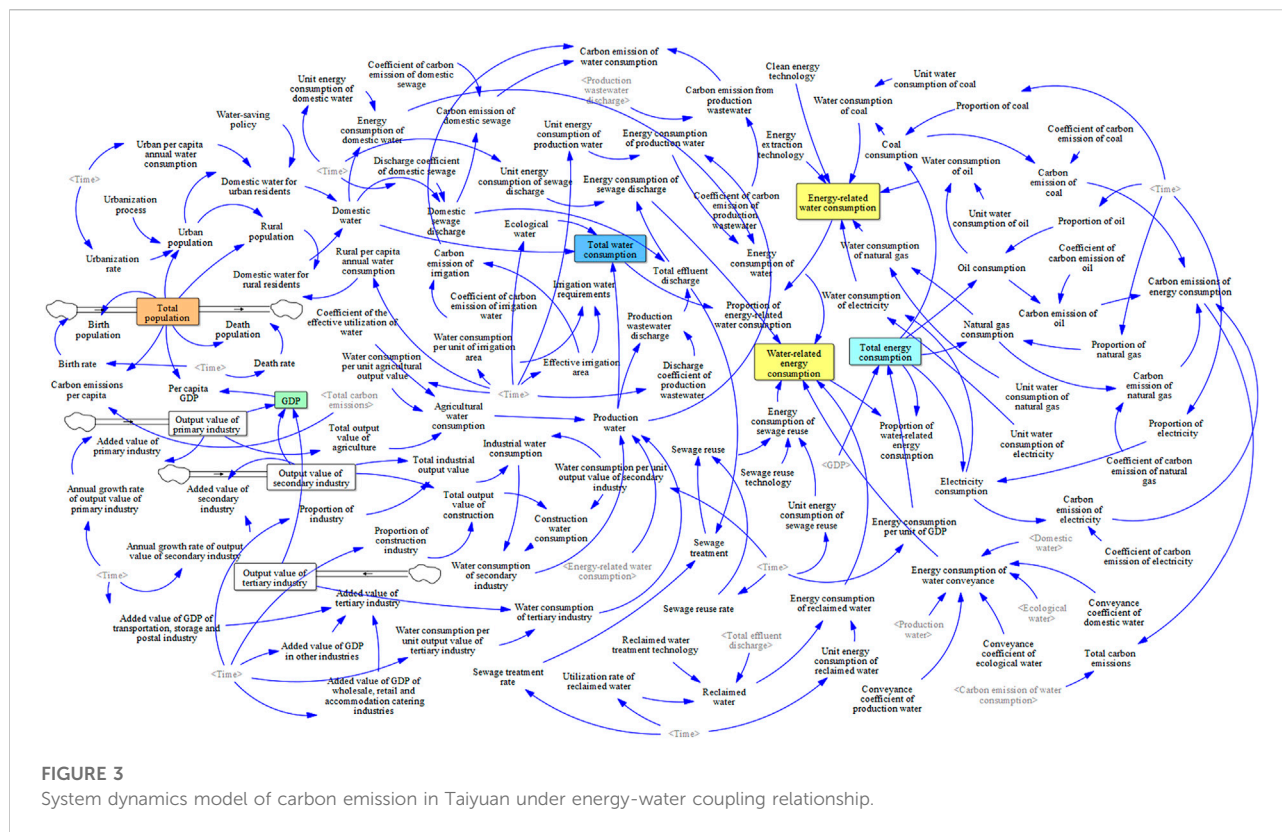 Carbon emission of
water consumption
Clean energy
technology
Coefficient of carbon
emission of domestic
sewage
Unit energy
consumption of
domestic water
<Production
wastewater
discharge>
Carbon emission from
production
wastewater
Unit water
consumption of coal
Water consumption
of coal
Proportion of coal
Water-saving
policy
Energy
consumption of
domestic water
Carbon emission of
domestic sewage
Unit energy
consumption of
production water
Energy consumption
of production water
Energy
extraction
technology
Coal
consumption
Coefficient of carbon
emission of coal
Urban per capita
annual water
consumption
<Time>
Domestic water for
urban residents
<Time>
Discharge coefficient
of domestic sewage
Unit energy
consumption of sewage
discharge
Energy consumption of
sewage discharge
Coefficient of carbon
emission of
production
wastewater
Water consumption
of oil
Carbon
emission of
coal
<Time>
Urbanization
process
Urban
population
Rural
population
Domestic
water
Domestic
sewage
discharge
Ecological
water
Energy-related
water consumption
Unit water
consumption of oil
Proportion of oil
Urbanization
rate
Domestic water for
rural residents
Rural per capita
annual water
consumption
Carbon
emission of
irrigation
Total water
consumption
Total effluent
discharge
Energy
consumption of
water
Water consumption
of natural gas
Oil consumption
Coefficient of
carbon emission of
oil
Carbon emissions of
energy consumption
Total
population
Birth
population
Death
population
Coefficient of the
effective utilization of
water
Coefficient of carbon
emission of
irrigation water
Irrigation water
requirements
Proportion of
energy-related
water consumption
Water consumption
of electricity
Carbon emission of
oil
Birth rate
<Time>
Death rate
Water consumption
per unit agricultural
output value
Water consumption
per unit of irrigation
area
Effective irrigation
area
Production
wastewater
discharge
Water-related
energy
consumption
Total energy
consumption
Natural gas
consumption
Proportion of
natural gas
Carbon emissions
per capita
Per capita
GDP
GDP
<Total carbon
emissions>
<Time>
Discharge
coefficient of
production
wastewater
Unit water
consumption of
natural gas
Carbon
emission of
natural gas
Output value of
primary industry
Agricultural
water
consumption
Production
water
Energy
consumption of
sewage reuse
Proportion of
water-related energy
consumption
Unit water
consumption of
electricity
Proportion of
electricity
Added value of
primary industry
Total output
value of
agriculture
Industrial water
consumption
Sewage reuse
Sewage reuse
technology
<GDP>
Coefficient of carbon
emission of natural
gas
Output value of
secondary industry
Total industrial
output value
Water consumption per unit
output value of secondary
industry
Annual growth rate
of output value of
primary industry
Added value of
secondary
industry
Proportion of
industry
Total output
value of
construction
Construction
water
consumption
Unit energy
consumption of
sewage reuse
Electricity
consumption
Carbon
emission of
electricity
Annual growth rate of output
value of secondary industry
Proportion of
construction
industry
Sewage
treatment
Energy consumption
per unit of GDP
<Domestic
water>
Coefficient of carbon
emission of electricity
<Time>
Output value of
tertiary industry
Water
consumption of
secondary
industry
<Energy-related water
consumption>
<Time>
Energy consumption of
water conveyance
Added value of GDP of
transportation, storage and
postal industry
Added value of
tertiary industry
Water consumption
of tertiary industry
Sewage reuse rate
Energy
consumption of
reclaimed water
<Ecological
water>
Conveyance
coefficient of
domestic water
Added value of GDP
in other industries
Water consumption per
unit output value of
tertiary industry
Reclaimed water
treatment technology
<Total effluent
discharge>
<Production
water>
Conveyance
coefficient of
ecological water
Total carbon
emissions
<Time>
Added value of GDP of
wholesale, retail and
accommodation catering
industries
Sewage treatment
rate
Utilization rate of
reclaimed water
Reclaimed
water
Unit energy
consumption of
reclaimed water
Conveyance
coefficient of
production water
<Carbon emission of water
consumption>
<Time>
FIGURE 3
System dynamics model of carbon emission in Taiyuan under energy-water coupling relationship.